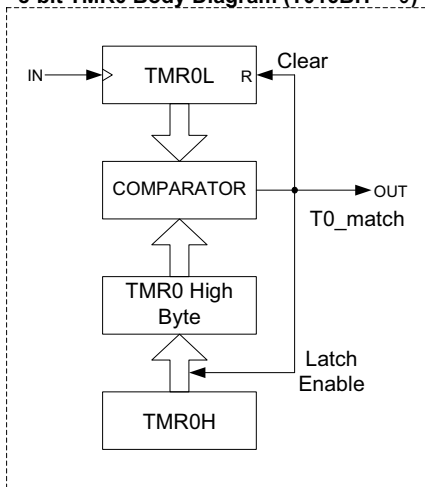 8-bit TMR0 Body Diagram (T016BIT = 0)
IN
TMR0L
R
Clear
COMPARATOR
OUT
T0_match
TMR0 High
Byte
Latch
Enable
TMR0H